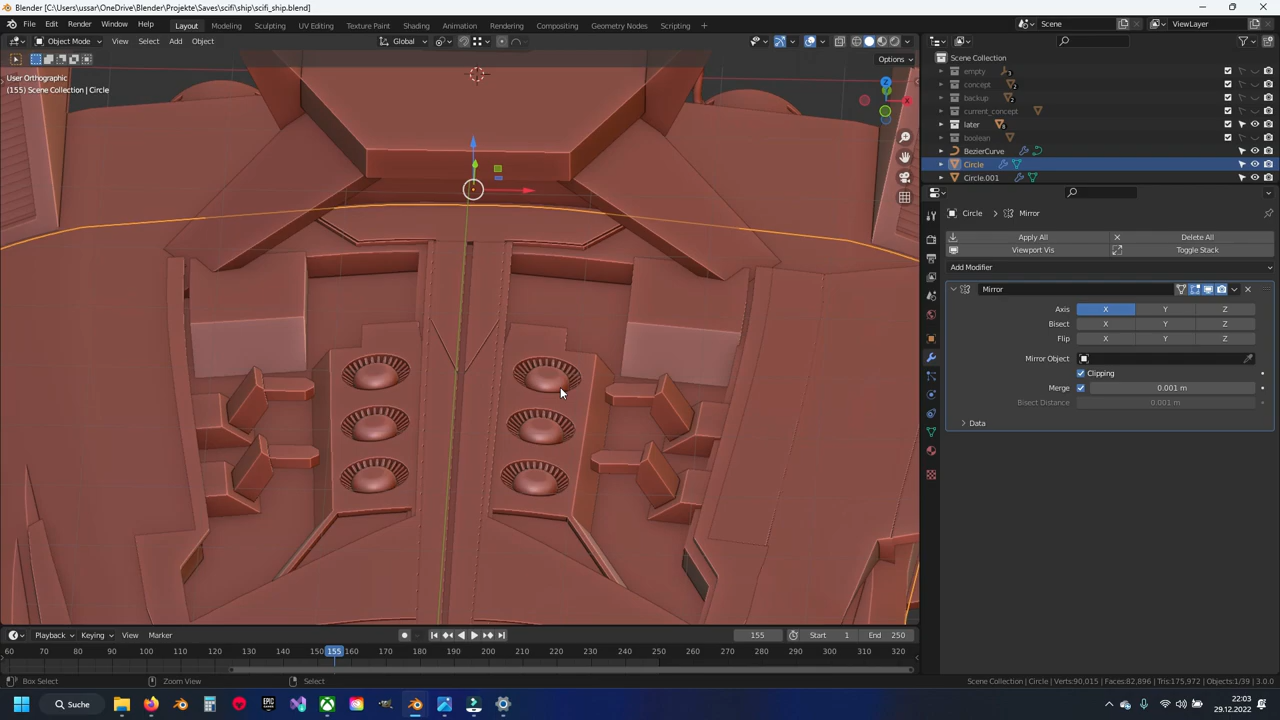 Blender [C:\Users\ussar\OneDrive\Blender\Projekte\Saves\scifi\ship\scifi_ship.blend]
File Edit Render Window Help Layout Modeling Sculpting UV Editing Texture Paint Shading Animation Rendering Compositing Geometry Nodes Scripting + Scene ViewLayer
Object Mode View Select Add Object Global
Options
User Orthographic
(155) Scene Collection | Circle
Z
Y
X
Scene Collection
empty 3
concept 2
backup 2
current_concept
later 8
boolean
BezierCurve
Circle
Circle.001
Circle > Mirror
Apply All Delete All
Viewport Vis Toggle Stack
Add Modifier
Mirror
Axis X Y Z
Bisect X Y Z
Flip X Y Z
Mirror Object
Clipping
Merge 0.001 m
Bisect Distance 0.001 m
Data
Playback Keying View Marker 155 Start 1 End 250
60 70 80 90 100 110 120 130 140 150 155 160 170 180 190 200 210 220 230 240 250 260 270 280 290 300 310 320
Box Select Zoom View Select Scene Collection | Circle | Verts:90,015 | Faces:82,896 | Tris:175,972 | Objects:1/39 | 3.0.0
Suche 22:03
29.12.2022